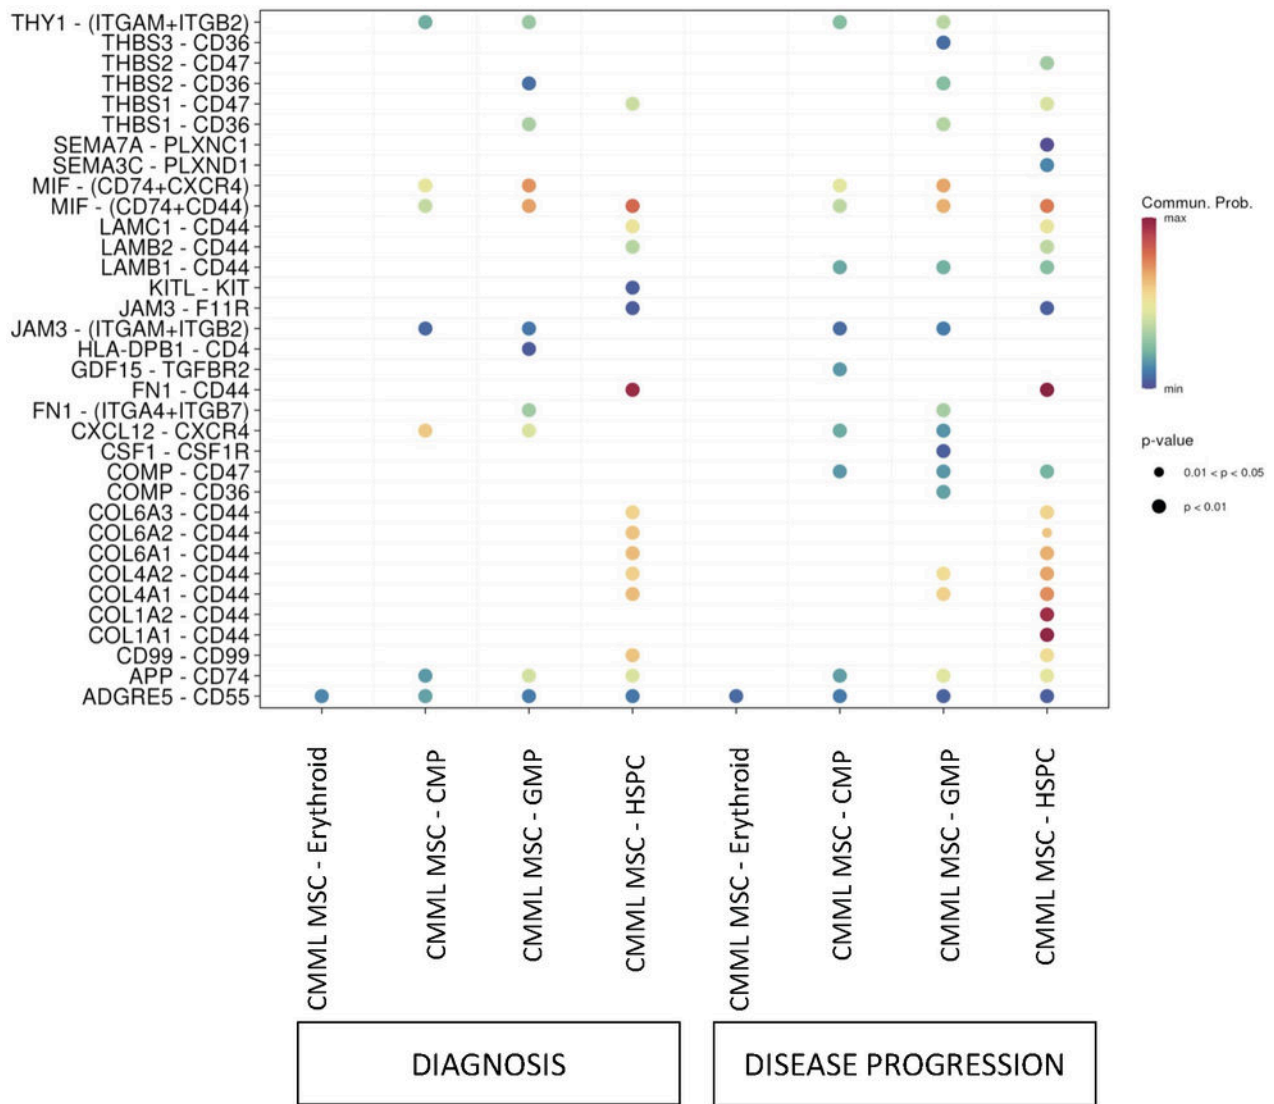 THY1 - (ITGAM+ITGB2)
THBS3 - CD36
THBS2 - CD47
THBS2 - CD36
THBS1 - CD47
THBS1 - CD36
SEMA7A - PLXNC1
SEMA3C - PLXND1
MIF - (CD74+CXCR4)
MIF - (CD74+CD44)
LAMC1 - CD44
LAMB2 - CD44
LAMB1 - CD44
KITL - KIT
JAM3 - F11R
JAM3 - (ITGAM+ITGB2)
HLA-DPB1 - CD4
GDF15 - TGFBR2
FN1 - CD44
FN1 - (ITGA4+ITGB7)
CXCL12 - CXCR4
CSF1 - CSF1R
COMP - CD47
COMP - CD36
COL6A3 - CD44
COL6A2 - CD44
COL6A1 - CD44
COL4A2 - CD44
COL4A1 - CD44
COL1A2 - CD44
COL1A1 - CD44
CD99 - CD99
APP - CD74
ADGRE5 - CD55
Commun. Prob.
max
min
p-value
0.01 < p < 0.05
p < 0.01
CMML MSC - Erythroid
CMML MSC - CMP
CMML MSC - GMP
CMML MSC - HSPC
CMML MSC - Erythroid
CMML MSC - CMP
CMML MSC - GMP
CMML MSC - HSPC
DIAGNOSIS
DISEASE PROGRESSION